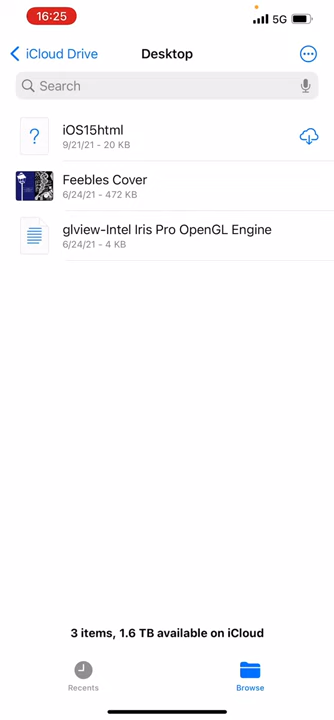 16:25
5G
iCloud Drive
Desktop
Search
?
iOS15html
9/21/21 - 20 KB
Feebles Cover
6/24/21 - 472 KB
glview-Intel Iris Pro OpenGL Engine
6/24/21 - 4 KB
3 items, 1.6 TB available on iCloud
Recents
Browse